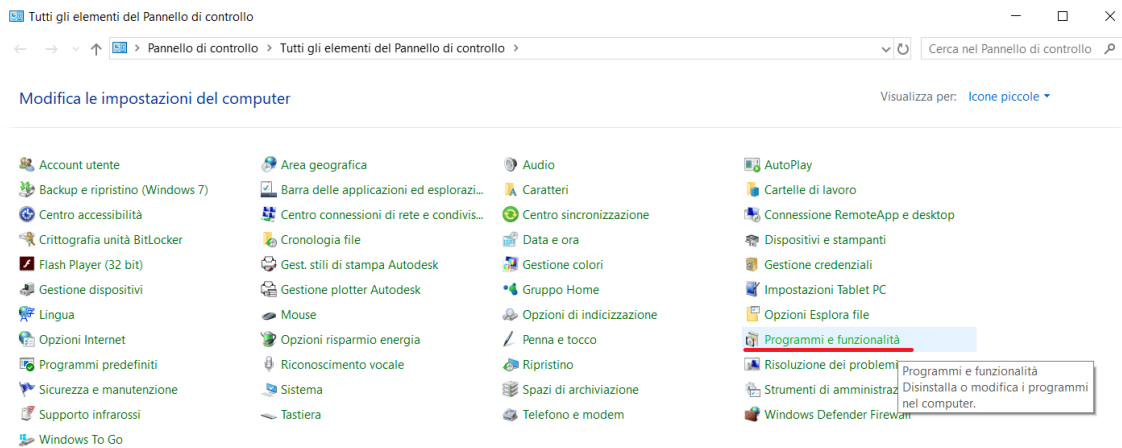 Tutti gli elementi del Pannello di controllo
Pannello di controllo > Tutti gli elementi del Pannello di controllo >
Cerca nel Pannello di controllo
Modifica le impostazioni del computer
Visualizza per: Icone piccole
Account utente
Area geografica
Audio
AutoPlay
Backup e ripristino (Windows 7)
Barra delle applicazioni ed esplorazi...
Caratteri
Cartelle di lavoro
Centro accessibilità
Centro connessioni di rete e condivis...
Centro sincronizzazione
Connessione RemoteApp e desktop
Crittografia unità BitLocker
Cronologia file
Data e ora
Dispositivi e stampanti
Flash Player (32 bit)
Gest. stili di stampa Autodesk
Gestione colori
Gestione credenziali
Gestione dispositivi
Gestione plotter Autodesk
Gruppo Home
Impostazioni Tablet PC
Lingua
Mouse
Opzioni di indicizzazione
Opzioni Esplora file
Opzioni Internet
Opzioni risparmio energia
Penna e tocco
Programmi e funzionalità
Programmi predefiniti
Riconoscimento vocale
Ripristino
Risoluzione dei problemi
Sicurezza e manutenzione
Sistema
Spazi di archiviazione
Strumenti di amministraz
Supporto infrarossi
Tastiera
Telefono e modem
Windows Defender Firewall
Windows To Go
Programmi e funzionalità
Disinstalla o modifica i programmi
nel computer.